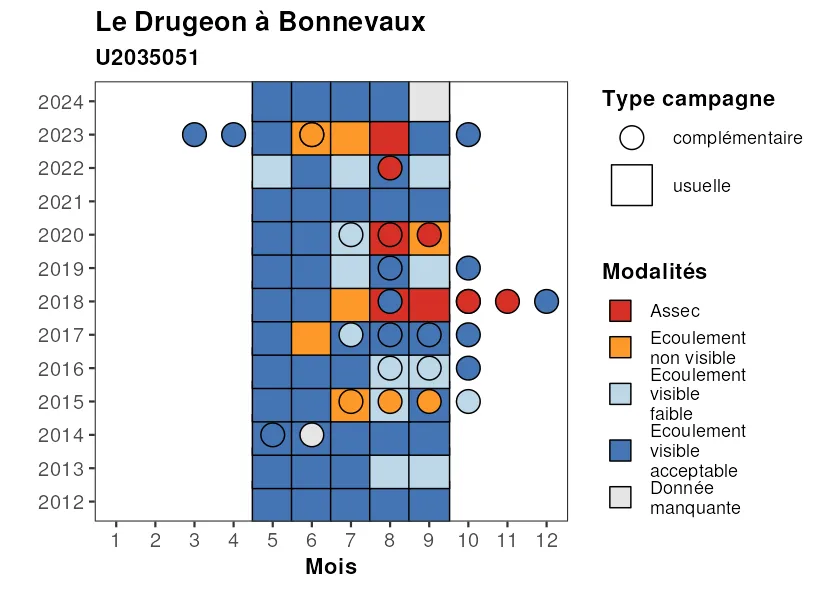 Le Drugeon à Bonnevaux
U2035051
2024
2023
2022
2021
2020
2019
2018
2017
2016
2015
2014
2013
2012
1 2 3 4 5 6 7 8 9 10 11 12
Mois
Type campagne
complémentaire
usuelle
Modalités
Assec
Ecoulement
non visible
Ecoulement
visible
faible
Ecoulement
visible
acceptable
Donnée
manquante